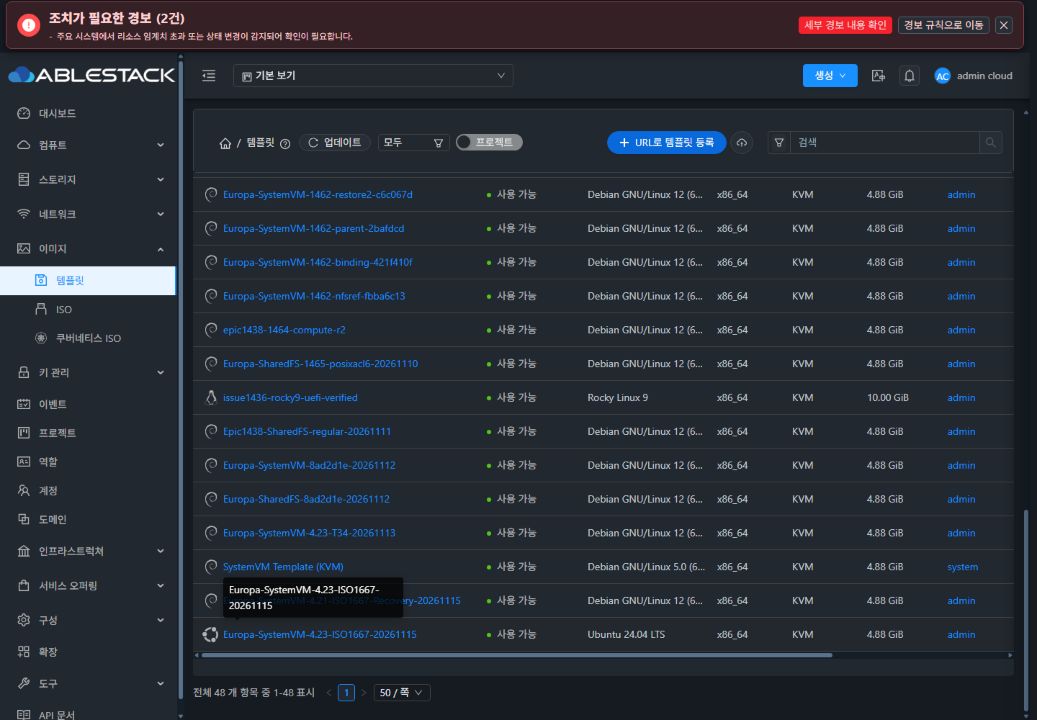 조치가 필요한 경보 (2건)
- 주요 시스템에서 리소스 임계치 초과 또는 상태 변경이 감지되어 확인이 필요합니다.
세부 경보 내용 확인
경보 규칙으로 이동
ABLESTACK
기본 보기
생성
AC admin cloud
대시보드
컴퓨트
스토리지
네트워크
이미지
템플릿
ISO
쿠버네티스 ISO
키 관리
이벤트
프로젝트
역할
계정
도메인
인프라스트럭쳐
서비스 오퍼링
구성
확장
도구
API 문서
/ 템플릿 업데이트 모두 프로젝트
+ URL로 템플릿 등록
검색
Europa-SystemVM-1462-restore2-c6c067d 사용 가능 Debian GNU/Linux 12 (6... x86_64 KVM 4.88 GiB admin
Europa-SystemVM-1462-parent-2bafdcd 사용 가능 Debian GNU/Linux 12 (6... x86_64 KVM 4.88 GiB admin
Europa-SystemVM-1462-binding-421f410f 사용 가능 Debian GNU/Linux 12 (6... x86_64 KVM 4.88 GiB admin
Europa-SystemVM-1462-nfsref-fbba6c13 사용 가능 Debian GNU/Linux 12 (6... x86_64 KVM 4.88 GiB admin
epic1438-1464-compute-r2 사용 가능 Debian GNU/Linux 12 (6... x86_64 KVM 4.88 GiB admin
Europa-SharedFS-1465-posixacl6-20261110 사용 가능 Debian GNU/Linux 12 (6... x86_64 KVM 4.88 GiB admin
issue1436-rocky9-uefi-verified 사용 가능 Rocky Linux 9 x86_64 KVM 10.00 GiB admin
Epic1438-SharedFS-regular-20261111 사용 가능 Debian GNU/Linux 12 (6... x86_64 KVM 4.88 GiB admin
Europa-SystemVM-8ad2d1e-20261112 사용 가능 Debian GNU/Linux 12 (6... x86_64 KVM 4.88 GiB admin
Europa-SharedFS-8ad2d1e-20261112 사용 가능 Debian GNU/Linux 12 (6... x86_64 KVM 4.88 GiB admin
Europa-SystemVM-4.23-T34-20261113 사용 가능 Debian GNU/Linux 12 (6... x86_64 KVM 4.88 GiB admin
SystemVM Template (KVM) 사용 가능 Debian GNU/Linux 5.0 (6... x86_64 KVM 4.88 GiB system
Europa-SystemVM-4.23-ISO1667-
20261115
Recovery-20261115 사용 가능 Debian GNU/Linux 12 (6... x86_64 KVM 4.88 GiB admin
Europa-SystemVM-4.23-ISO1667-20261115 사용 가능 Ubuntu 24.04 LTS x86_64 KVM 4.88 GiB admin
전체 48 개 항목 중 1-48 표시 < 1 > 50 / 쪽